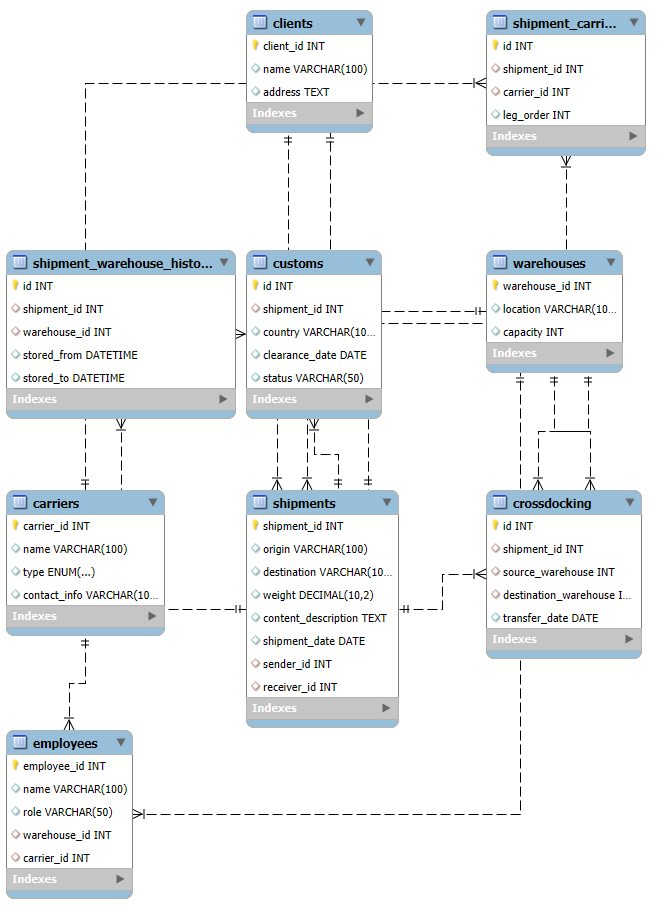 clients
client_id INT
name VARCHAR(100)
address TEXT
Indexes
shipment_carri...
id INT
shipment_id INT
carrier_id INT
leg_order INT
Indexes
shipment_warehouse_histo...
id INT
shipment_id INT
warehouse_id INT
stored_from DATETIME
stored_to DATETIME
Indexes
customs
id INT
shipment_id INT
country VARCHAR(10...
clearance_date DATE
status VARCHAR(50)
Indexes
warehouses
warehouse_id INT
location VARCHAR(10...
capacity INT
Indexes
carriers
carrier_id INT
name VARCHAR(100)
type ENUM(...)
contact_info VARCHAR(10...
Indexes
shipments
shipment_id INT
origin VARCHAR(100)
destination VARCHAR(10...
weight DECIMAL(10,2)
content_description TEXT
shipment_date DATE
sender_id INT
receiver_id INT
Indexes
crossdocking
id INT
shipment_id INT
source_warehouse INT
destination_warehouse I...
transfer_date DATE
Indexes
employees
employee_id INT
name VARCHAR(100)
role VARCHAR(50)
warehouse_id INT
carrier_id INT
Indexes